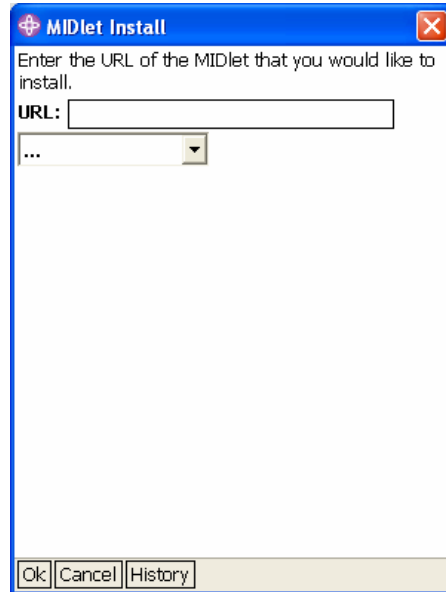 MIDlet Install
Enter the URL of the MIDlet that you would like to
install.
URL:
...
Ok Cancel History